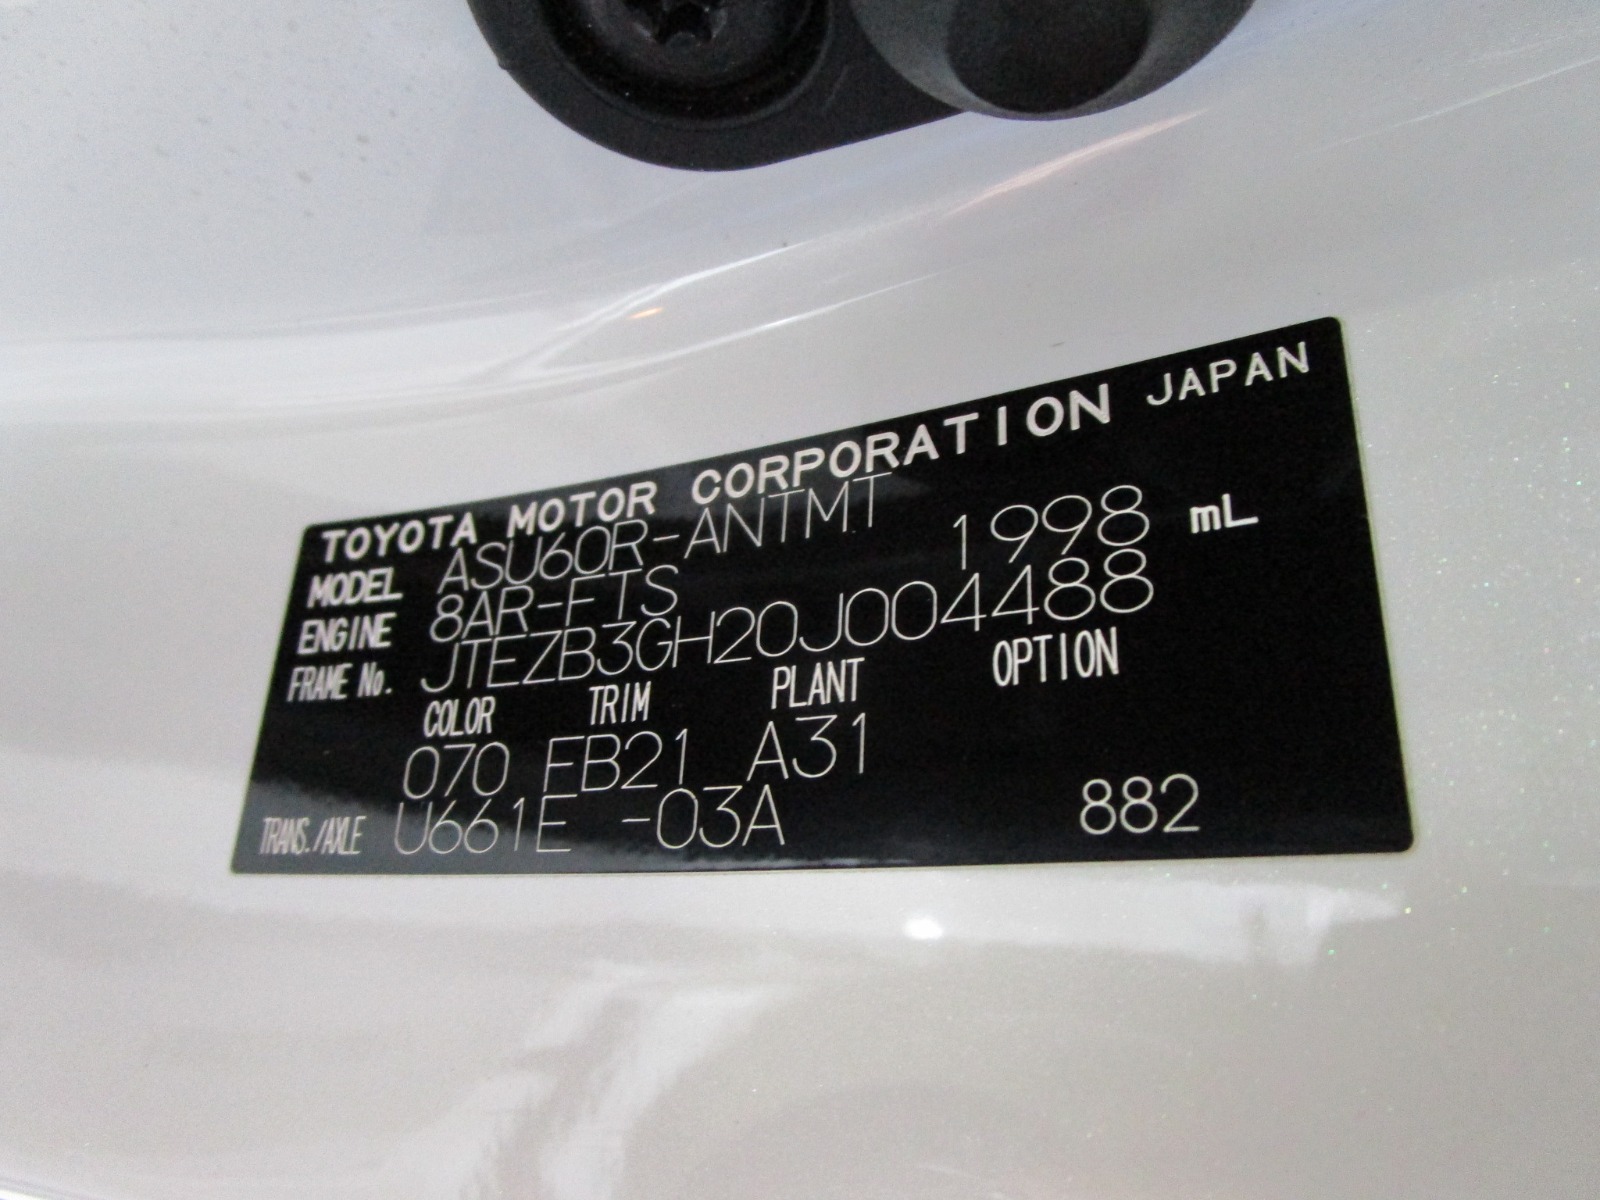 TOYOTA MOTOR CORPORATION JAPAN
MODEL ASU60R-ANTMT
ENGINE 8AR-FTS 1998 mL
FRAME No. JTEZB3GH20J004488
COLOR TRIM PLANT OPTION
070 FB21 A31
TRANS./AXLE U661E -03A 882